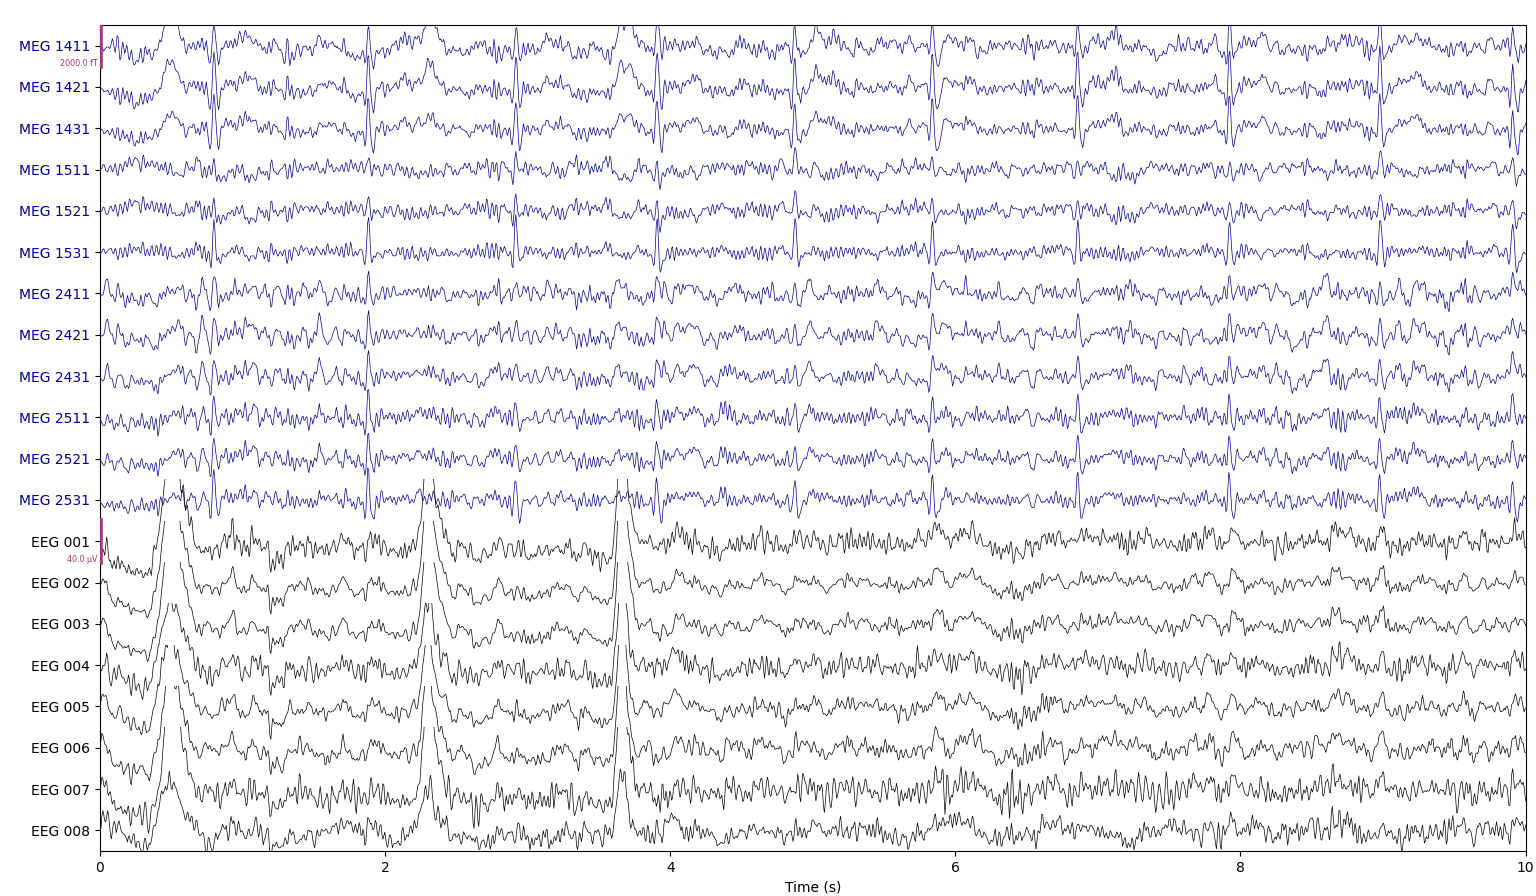 MEG 1411
2000.0 fT
MEG 1421
MEG 1431
MEG 1511
MEG 1521
MEG 1531
MEG 2411
MEG 2421
MEG 2431
MEG 2511
MEG 2521
MEG 2531
EEG 001
40.0 µV
EEG 002
EEG 003
EEG 004
EEG 005
EEG 006
EEG 007
EEG 008
0 2 4 6 8 10
Time (s)